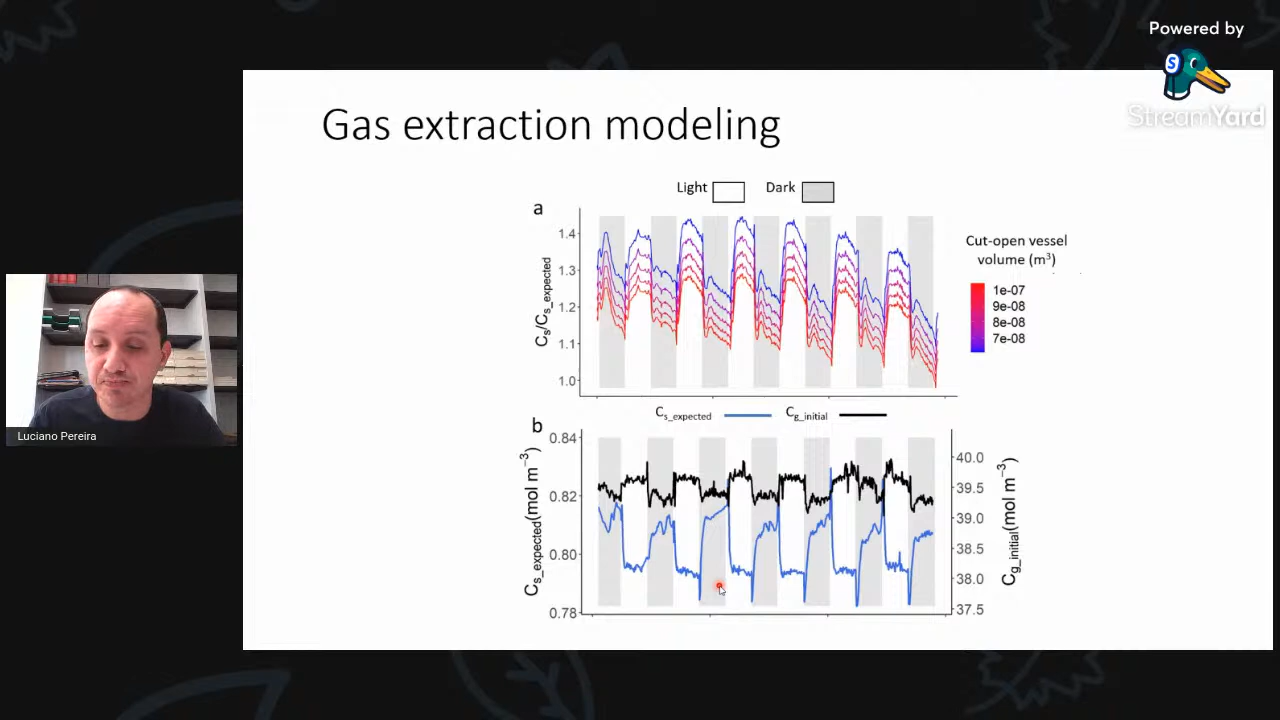 Powered by
StreamYard
Gas extraction modeling
Light Dark
a
1.4
1.3
1.2
1.1
1.0
Cs/Cs_expected
Cut-open vessel
volume (m³)
1e-07
9e-08
8e-08
7e-08
Cs_expected Cg_initial
b
0.84
0.82
0.80
0.78
Cs_expected(mol m⁻³)
40.0
39.5
39.0
38.5
38.0
37.5
Cg_initial(mol m⁻³)
Luciano Pereira